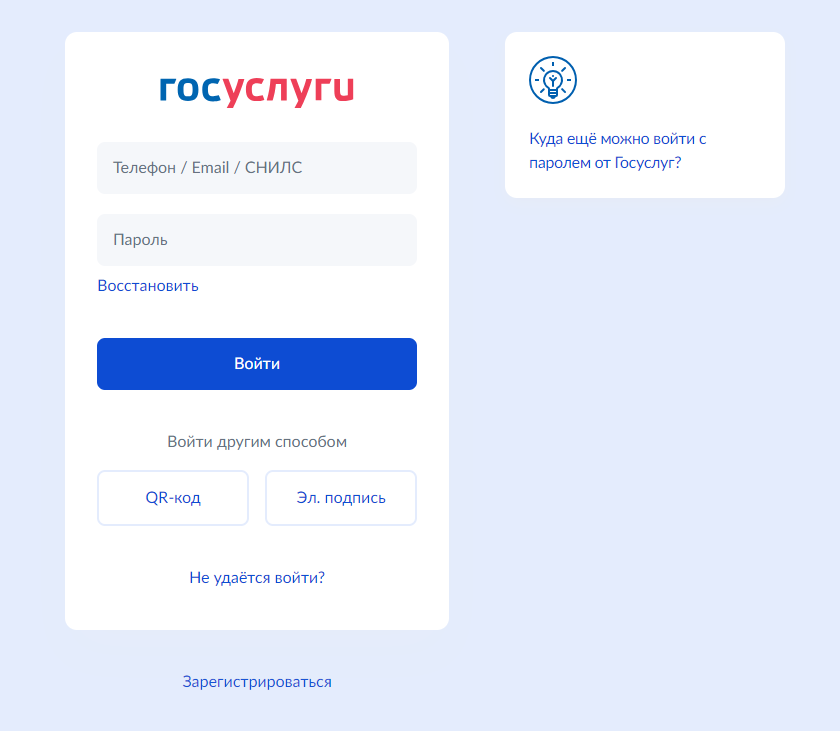 госуслуги
Телефон / Email / СНИЛС
Пароль
Восстановить
Войти
Войти другим способом
QR-код
Эл. подпись
Не удаётся войти?
Зарегистрироваться
Куда ещё можно войти с
паролем от Госуслуг?